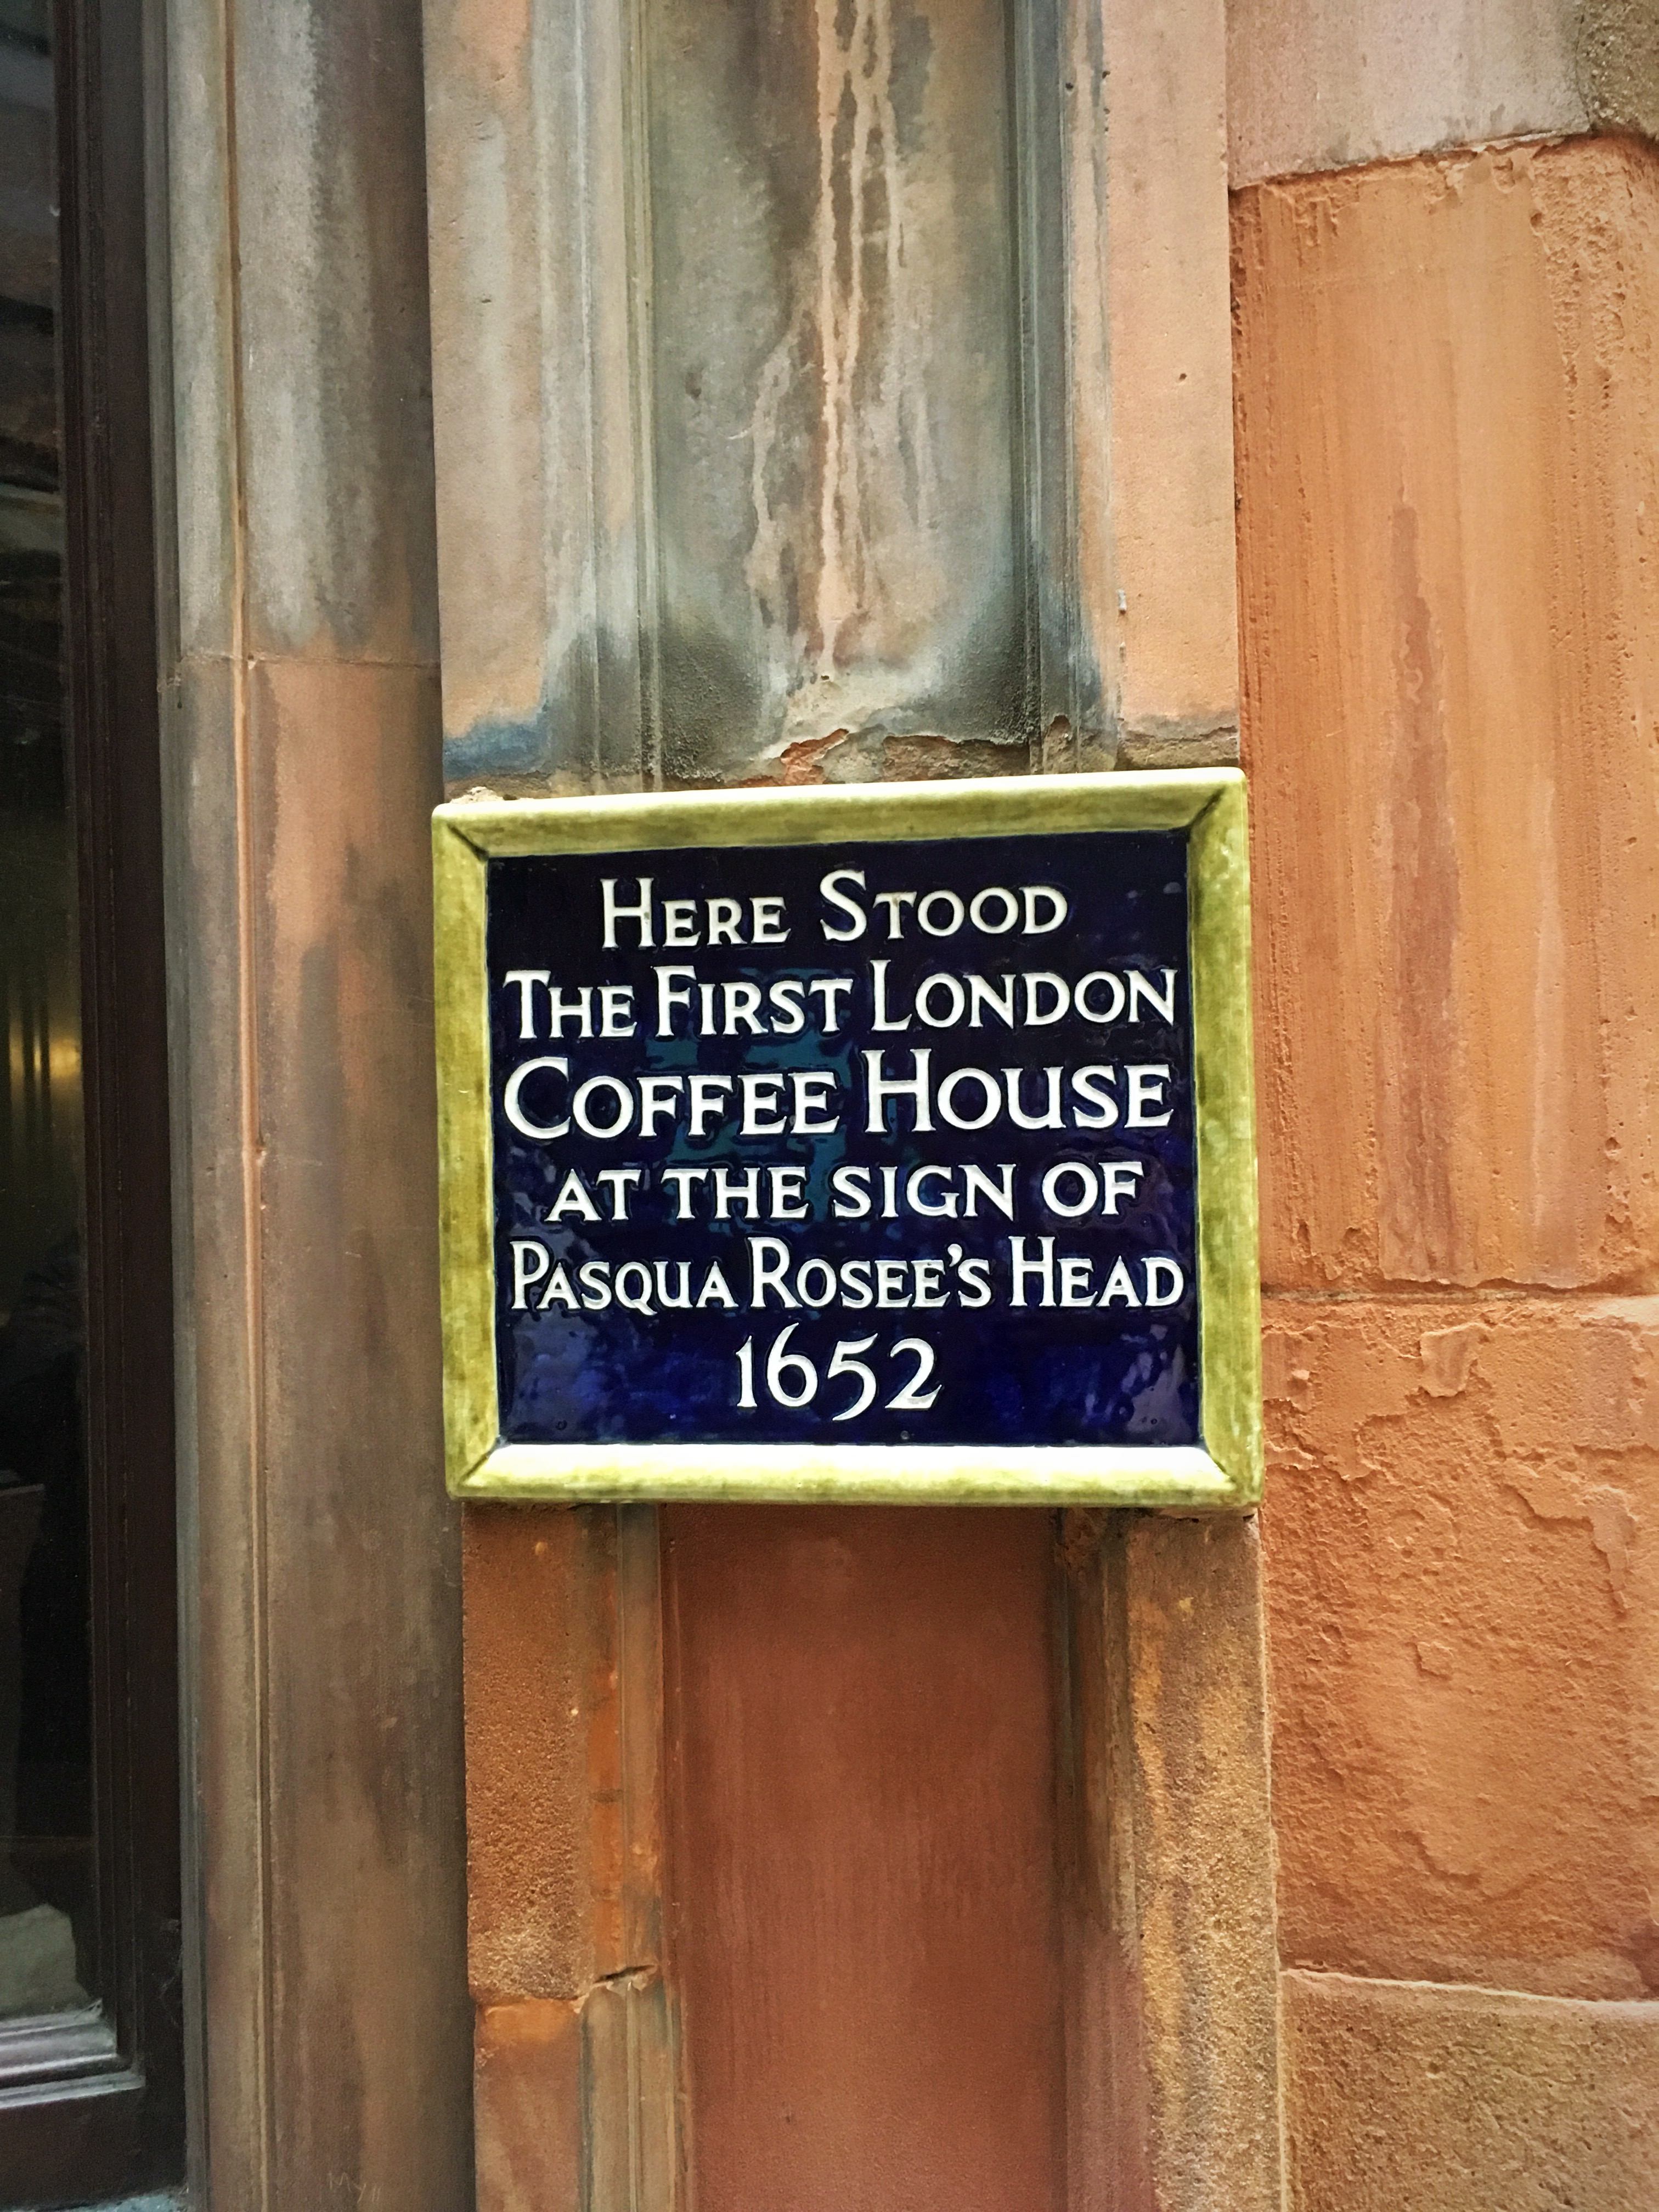 HERE STOOD
THE FIRST LONDON
COFFEE HOUSE
AT THE SIGN OF
PASQUA ROSEE'S HEAD
1652